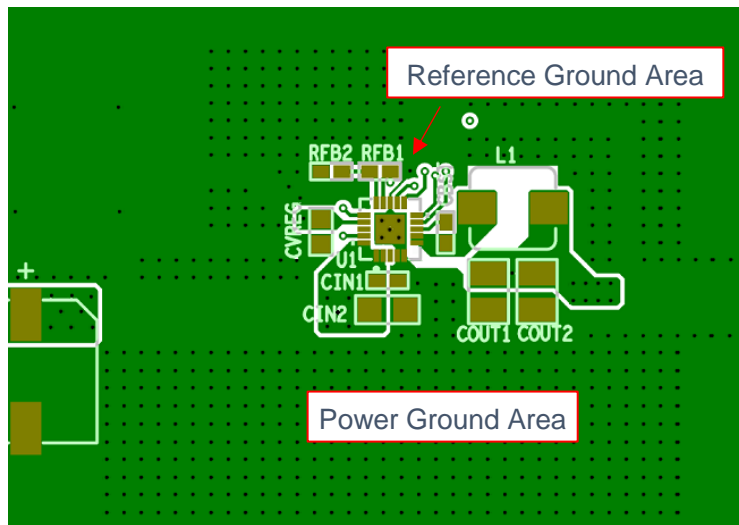 Reference Ground Area
RFB2 RFB1
L1
CVREG
U1
+
CIN1
CIN2
COUT1 COUT2
Power Ground Area